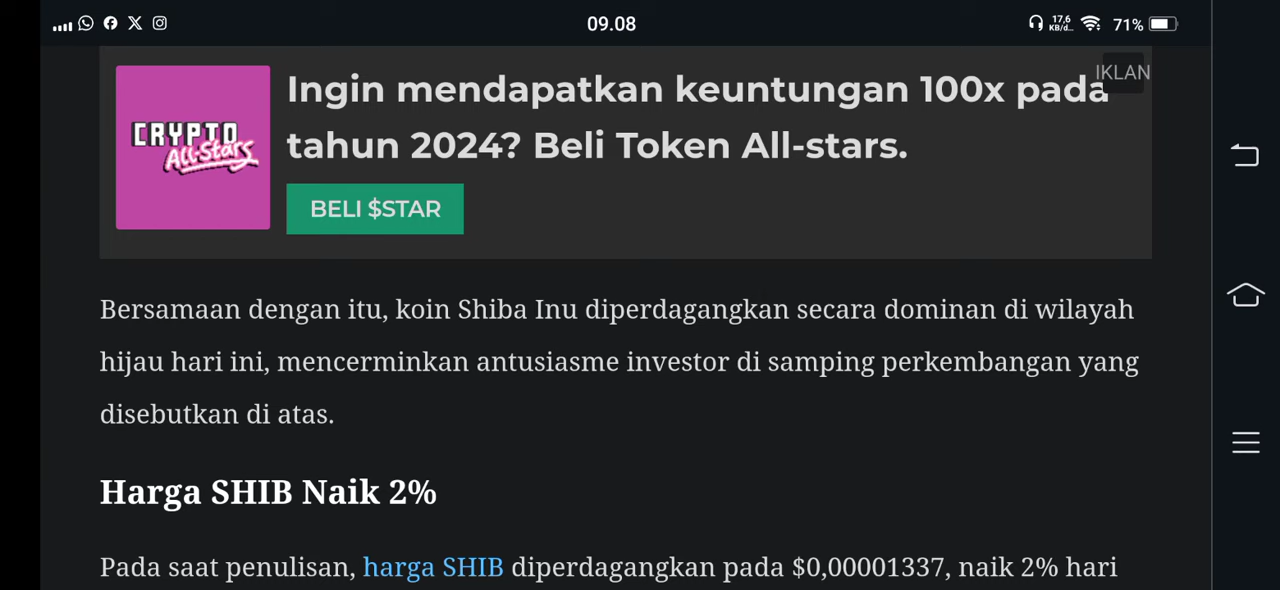 09.08
17,6
KB/d...
71%
IKLAN
CRYPTO
All-Stars
Ingin mendapatkan keuntungan 100x pada
tahun 2024? Beli Token All-stars.
BELI $STAR
Bersamaan dengan itu, koin Shiba Inu diperdagangkan secara dominan di wilayah
hijau hari ini, mencerminkan antusiasme investor di samping perkembangan yang
disebutkan di atas.
Harga SHIB Naik 2%
Pada saat penulisan, harga SHIB diperdagangkan pada $0,00001337, naik 2% hari